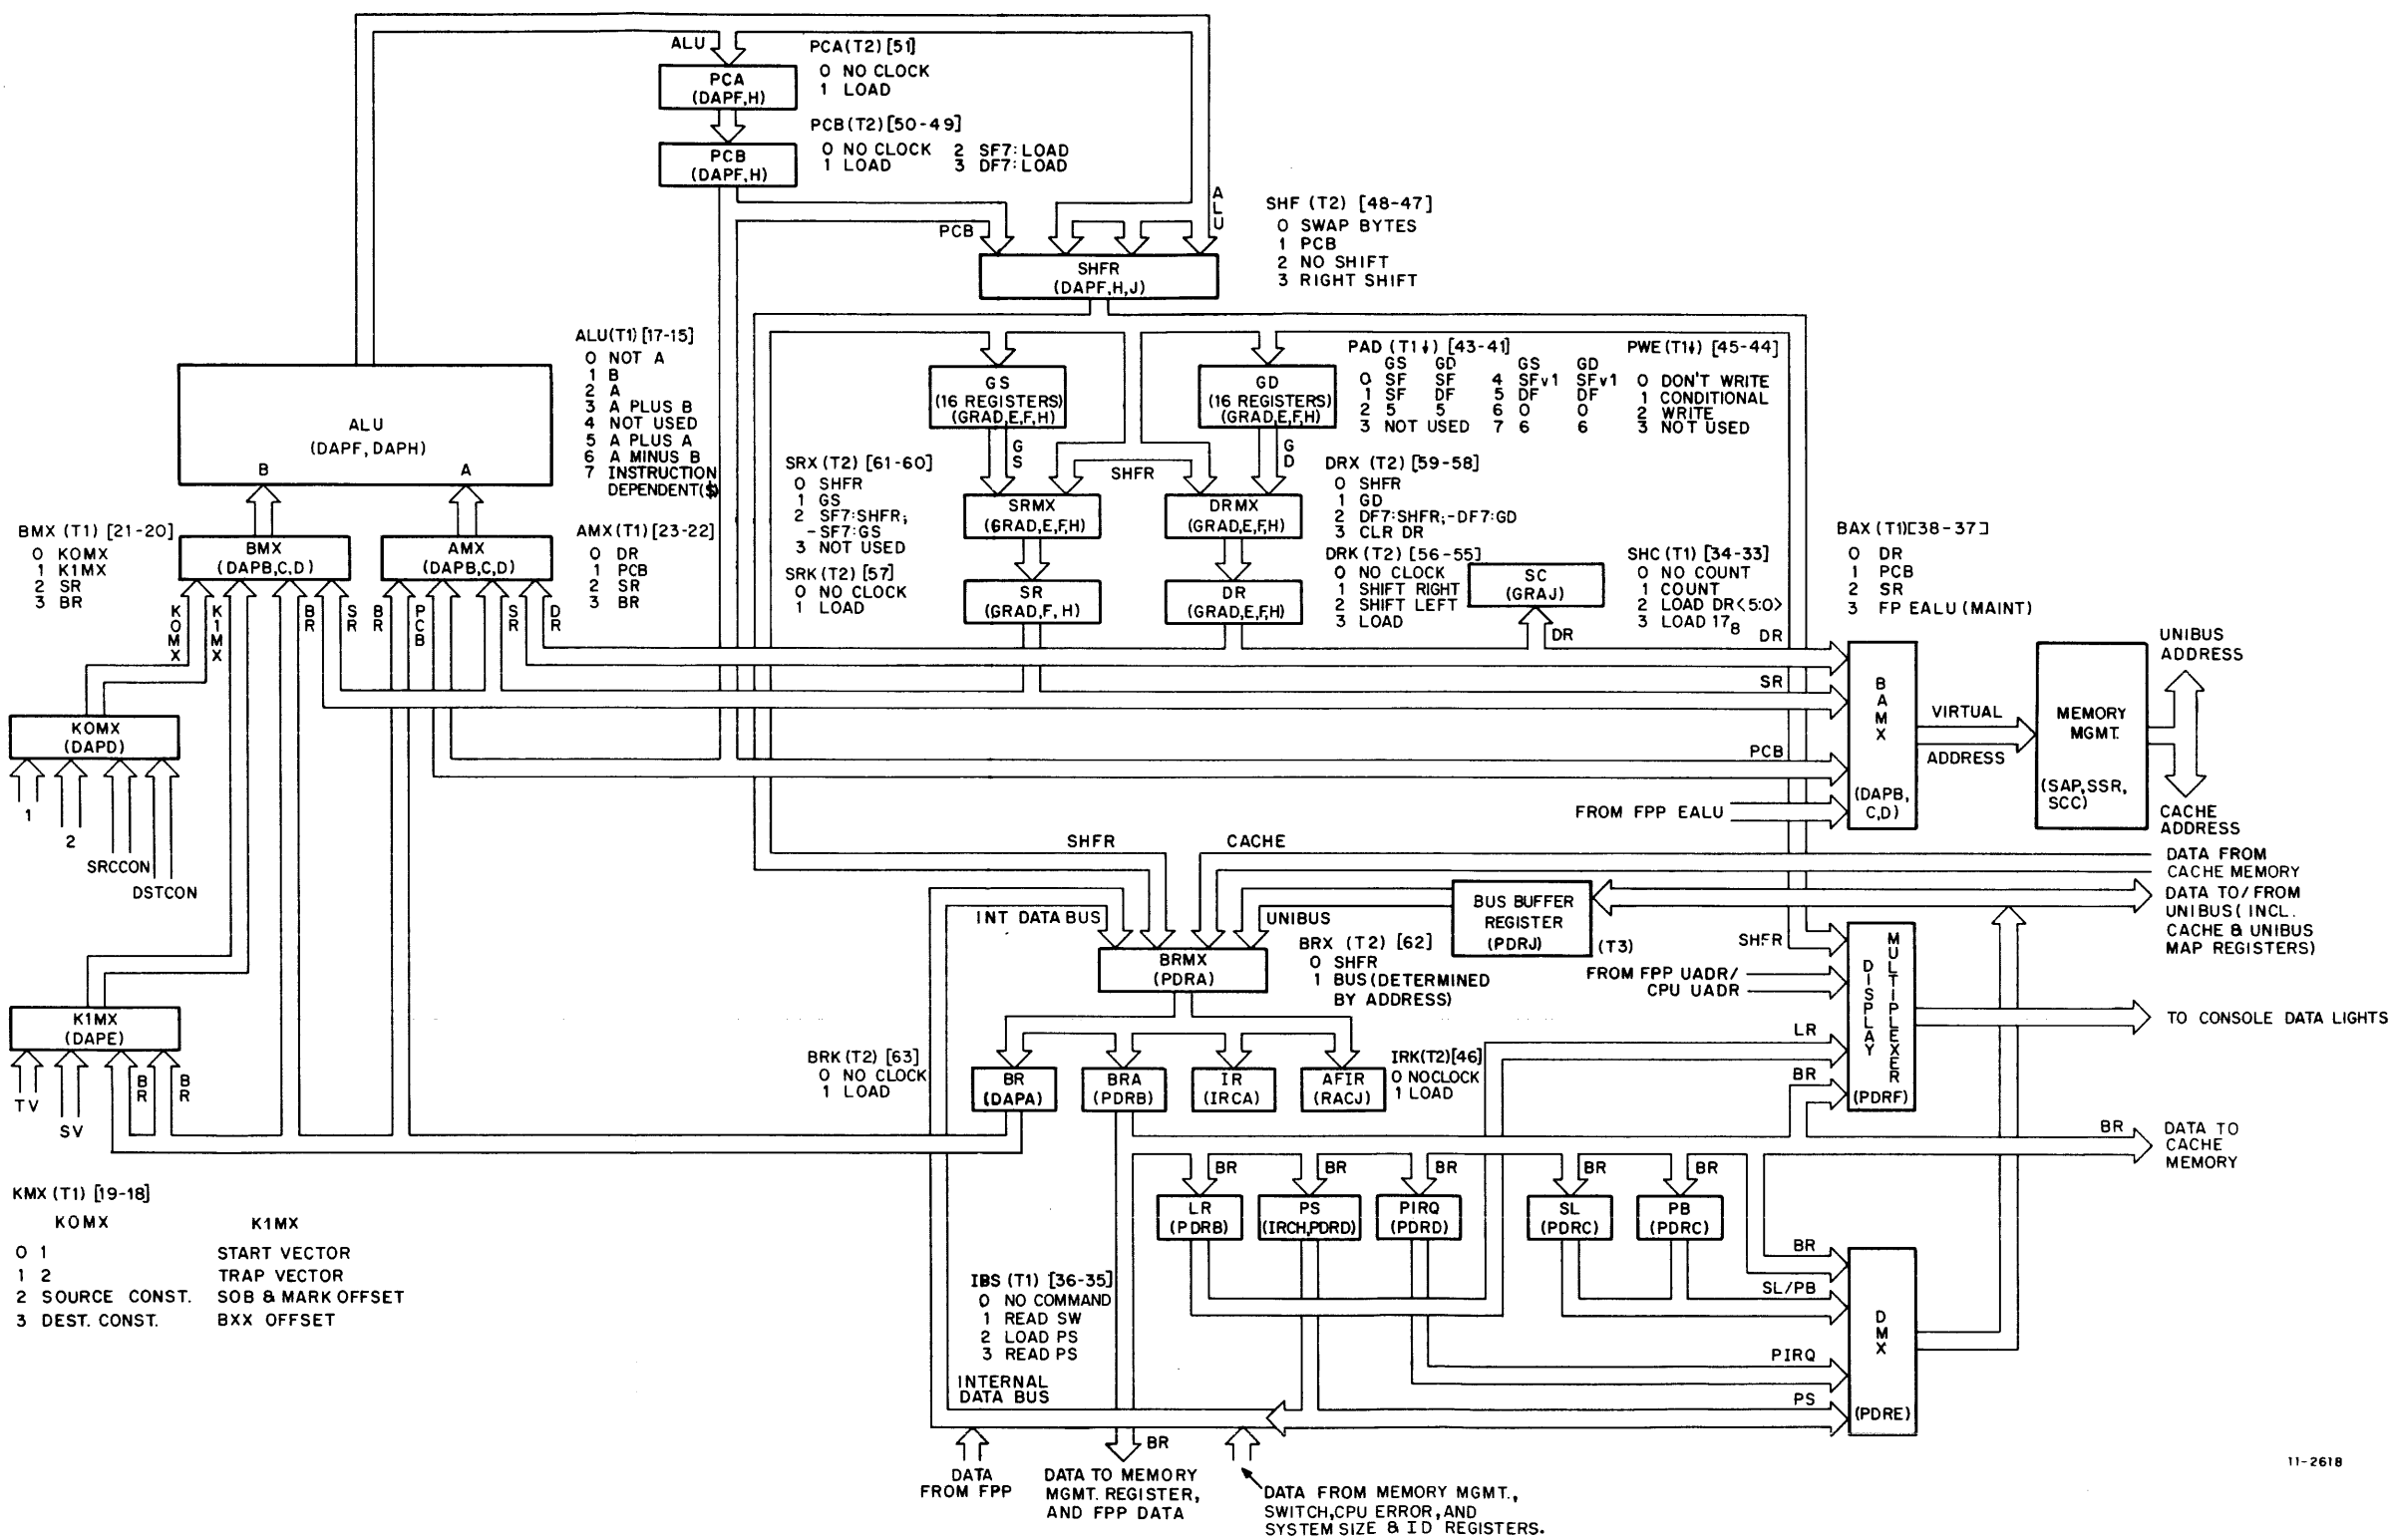 ALU
PCA
(DAPF,H)
PCA(T2)[51]
0 NO CLOCK
1 LOAD
PCB
(DAPF,H)
PCB(T2)[50-49]
0 NO CLOCK 2 SF7:LOAD
1 LOAD 3 DF7:LOAD
ALU
PCB
SHFR
(DAPF,H,J)
SHF (T2) [48-47]
0 SWAP BYTES
1 PCB
2 NO SHIFT
3 RIGHT SHIFT
ALU
(DAPF, DAPH)
B A
ALU(T1)[17-15]
0 NOT A
1 B
2 A
3 A PLUS B
4 NOT USED
5 A PLUS A
6 A MINUS B
7 INSTRUCTION
DEPENDENT
GS
(16 REGISTERS)
(GRAD,E,F,H)
GD
(16 REGISTERS)
(GRAD,E,F,H)
PAD (T1↓) [43-41]
GS GD GS GD
0 SF SF 4 SFv1 SFv1
1 SF DF 5 DF DF
2 5 5 6 0 0
3 NOT USED 7 6 6
PWE(T1↓) [45-44]
0 DON'T WRITE
1 CONDITIONAL
2 WRITE
3 NOT USED
GS
GD
SHFR
SRX (T2) [61-60]
0 SHFR
1 GS
2 SF7:SHFR;
-SF7:GS
3 NOT USED
SRMX
(GRAD,E,F,H)
DRMX
(GRAD,E,F,H)
DRX (T2) [59-58]
0 SHFR
1 GD
2 DF7:SHFR;-DF7:GD
3 CLR DR
SRK (T2) [57]
0 NO CLOCK
1 LOAD
SR
(GRAD,F,H)
DR
(GRAD,E,F,H)
DRK (T2) [56-55]
0 NO CLOCK
1 SHIFT RIGHT
2 SHIFT LEFT
3 LOAD
SC
(GRAJ)
DR
SHC (T1) [34-33]
0 NO COUNT
1 COUNT
2 LOAD DR<5:0>
3 LOAD 17₈
BAX (T1)[38-37]
0 DR
1 PCB
2 SR
3 FP EALU (MAINT)
BMX (T1) [21-20]
0 K0MX
1 K1MX
2 SR
3 BR
BMX
(DAPB,C,D)
AMX
(DAPB,C,D)
AMX(T1)[23-22]
0 DR
1 PCB
2 SR
3 BR
K0MX
K1MX
BR
SR
BR
PCB
SR
DR
DR
SR
PCB
FROM FPP EALU
BAMX
(DAPB,
C,D)
VIRTUAL
ADDRESS
MEMORY
MGMT.
(SAP,SSR,
SCC)
UNIBUS
ADDRESS
CACHE
ADDRESS
K0MX
(DAPD)
1
2
SRCCON
DSTCON
SHFR
CACHE
DATA FROM
CACHE MEMORY
DATA TO/FROM
UNIBUS(INCL.
CACHE & UNIBUS
MAP REGISTERS)
INT DATA BUS
UNIBUS
BUS BUFFER
REGISTER
(PDRJ)
(T3)
BRMX
(PDRA)
BRX (T2) [62]
0 SHFR
1 BUS(DETERMINED
BY ADDRESS)
SHFR
FROM FPP UADR/
CPU UADR
LR
BR
DISPLAY
MULTIPLEXER
(PDRF)
TO CONSOLE DATA LIGHTS
K1MX
(DAPE)
TV
SV
BR
BR
BRK(T2) [63]
0 NO CLOCK
1 LOAD
BR
(DAPA)
BRA
(PDRB)
IR
(IRCA)
AFIR
(RACJ)
IRK(T2)[46]
0 NO CLOCK
1 LOAD
BR
DATA TO
CACHE
MEMORY
BR
BR
BR
BR
BR
LR
(PDRB)
PS
(IRCH,PDRD)
PIRQ
(PDRD)
SL
(PDRC)
PB
(PDRC)
KMX (T1) [19-18]
K0MX K1MX
0 1 START VECTOR
1 2 TRAP VECTOR
2 SOURCE CONST. SOB & MARK OFFSET
3 DEST. CONST. BXX OFFSET
IBS (T1) [36-35]
0 NO COMMAND
1 READ SW
2 LOAD PS
3 READ PS
BR
SL/PB
PIRQ
PS
DMX
(PDRE)
INTERNAL
DATA BUS
DATA
FROM FPP
BR
DATA TO MEMORY
MGMT. REGISTER,
AND FPP DATA
DATA FROM MEMORY MGMT.,
SWITCH,CPU ERROR,AND
SYSTEM SIZE & ID REGISTERS.
11-2618